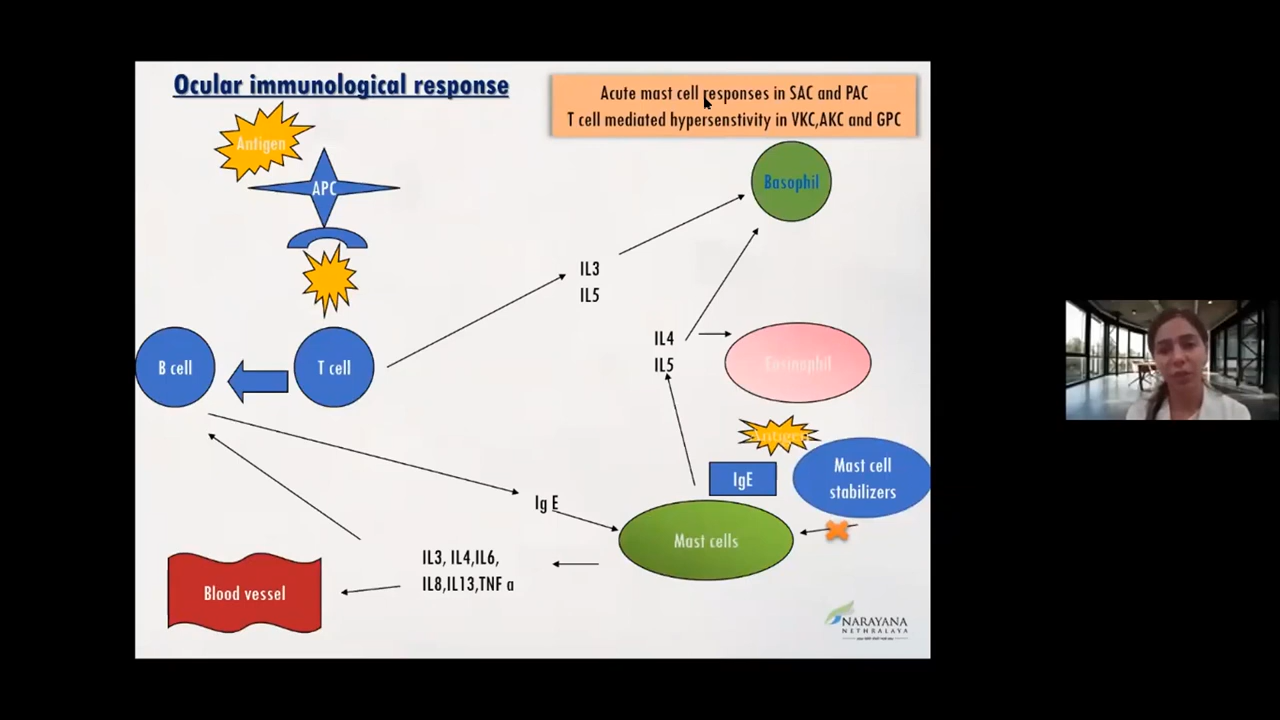 Ocular immunological response
Acute mast cell responses in SAC and PAC
T cell mediated hypersenstivity in VKC,AKC and GPC
Antigen
APC
Basophil
IL3
IL5
IL4
IL5
Eosinophil
B cell
T cell
Antigen
IgE
Mast cell
stabilizers
Ig E
Mast cells
IL3, IL4,IL6,
IL8,IL13,TNF α
Blood vessel
NARAYANA
NETHRALAYA